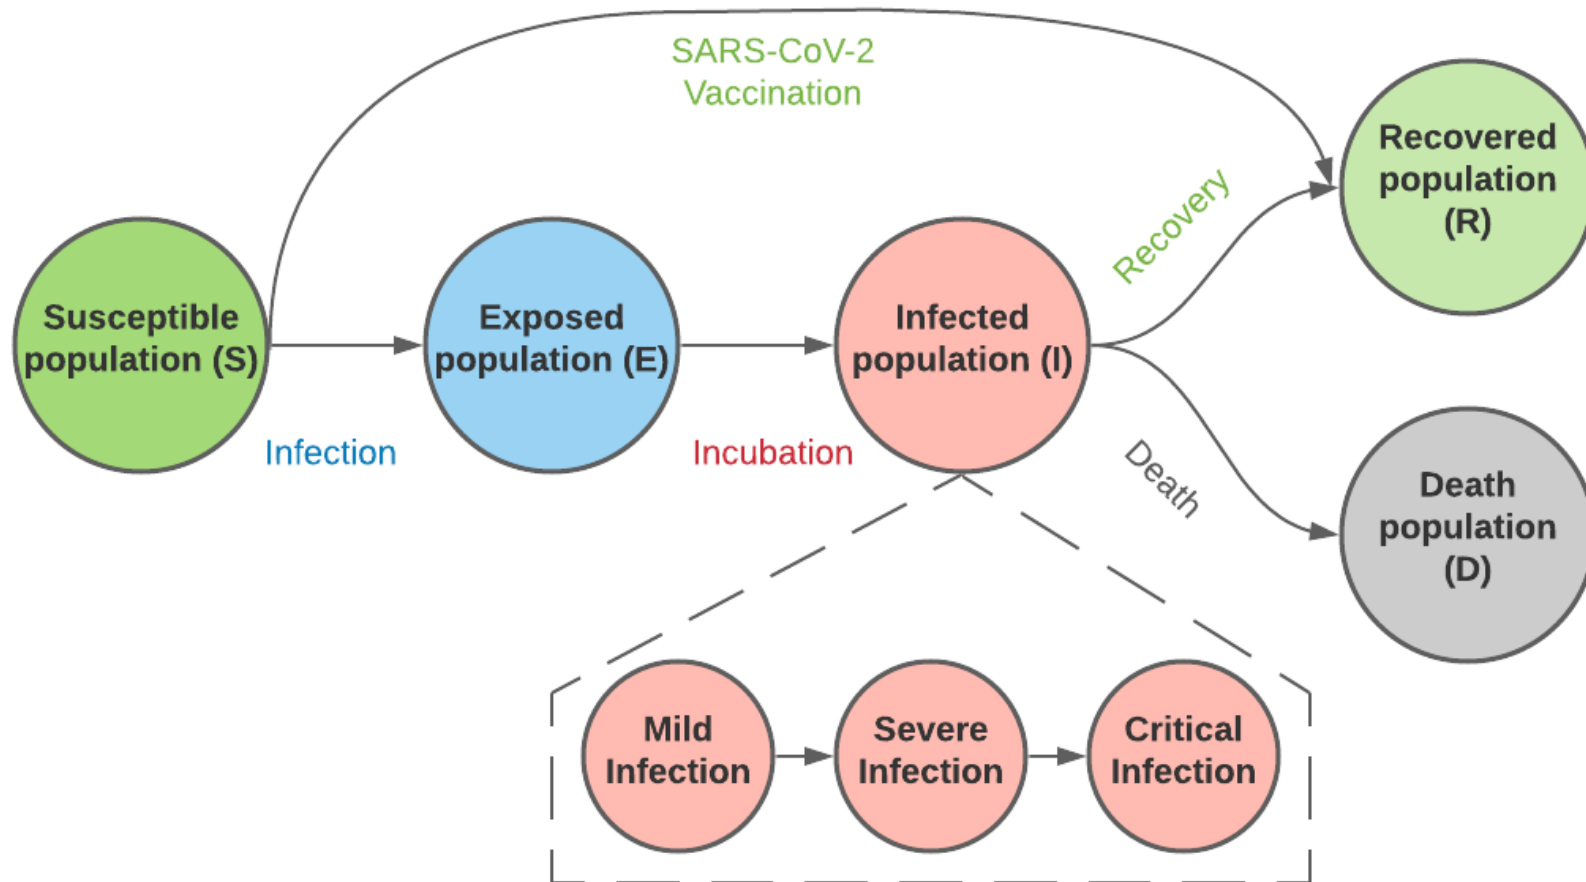 SARS-CoV-2
Vaccination
Recovered
population
(R)
Recovery
Susceptible
population (S)
Exposed
population (E)
Infected
population (I)
Infection
Incubation
Death
Death
population
(D)
Mild
Infection
Severe
Infection
Critical
Infection